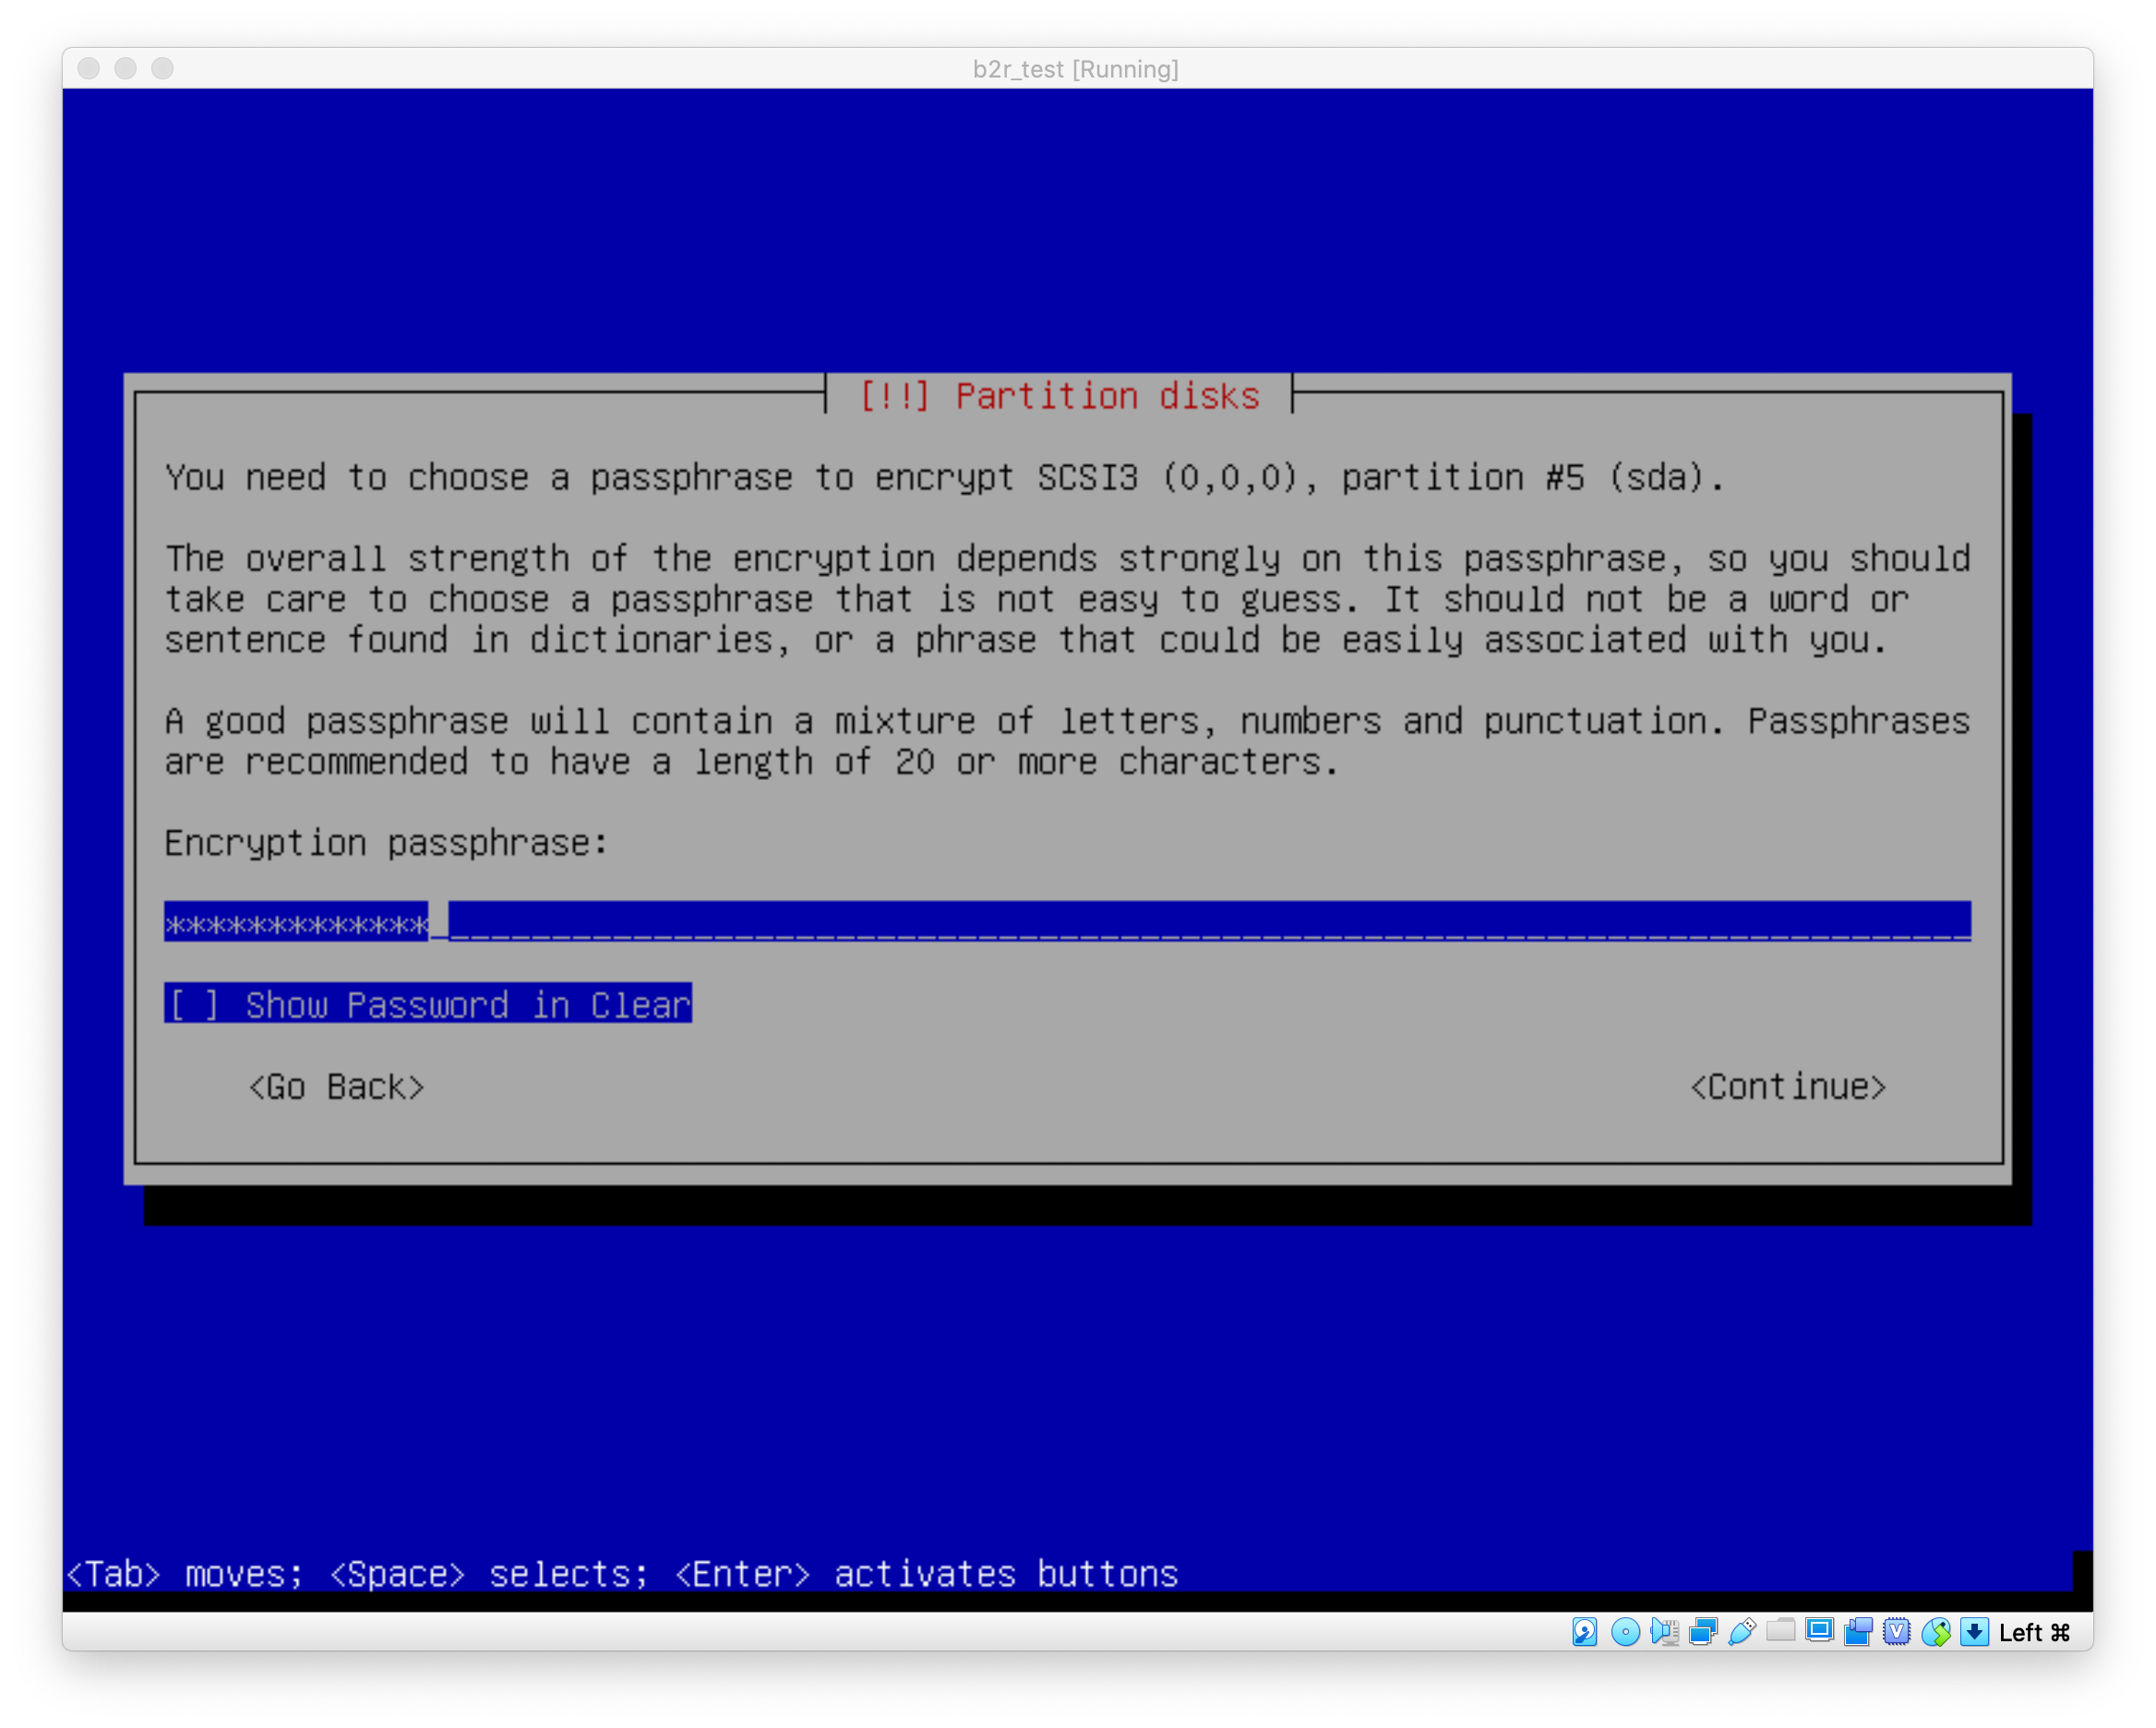 b2r_test [Running]
[!!] Partition disks
You need to choose a passphrase to encrypt SCSI3 (0,0,0), partition #5 (sda).
The overall strength of the encryption depends strongly on this passphrase, so you should
take care to choose a passphrase that is not easy to guess. It should not be a word or
sentence found in dictionaries, or a phrase that could be easily associated with you.
A good passphrase will contain a mixture of letters, numbers and punctuation. Passphrases
are recommended to have a length of 20 or more characters.
Encryption passphrase:
*************
[ ] Show Password in Clear
<Go Back> <Continue>
<Tab> moves; <Space> selects; <Enter> activates buttons
Left ⌘